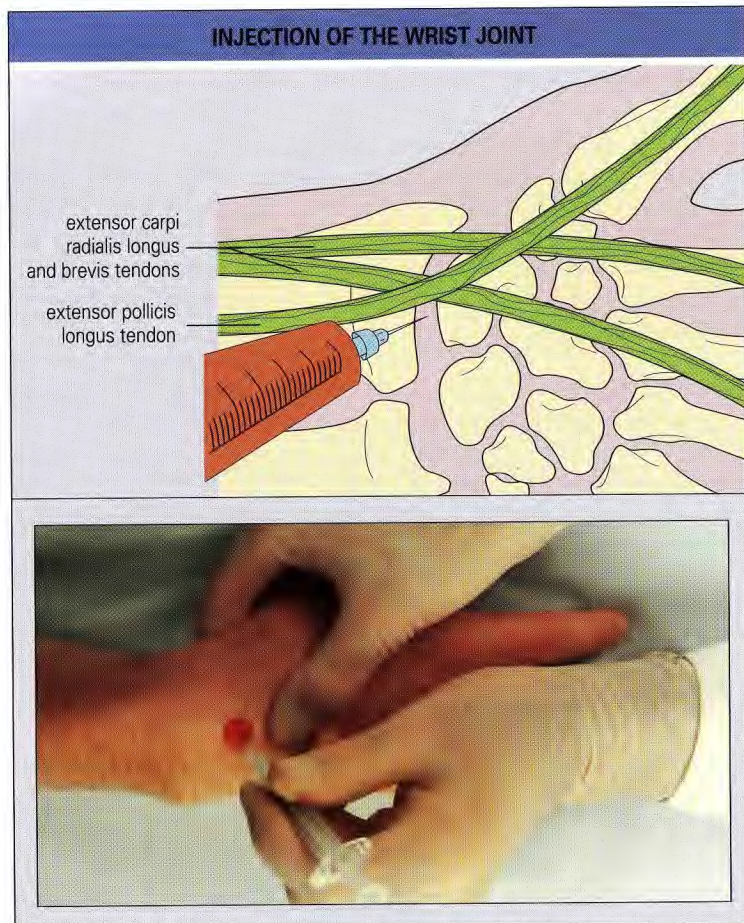 INJECTION OF THE WRIST JOINT
extensor carpi
radialis longus
and brevis tendons
extensor pollicis
longus tendon